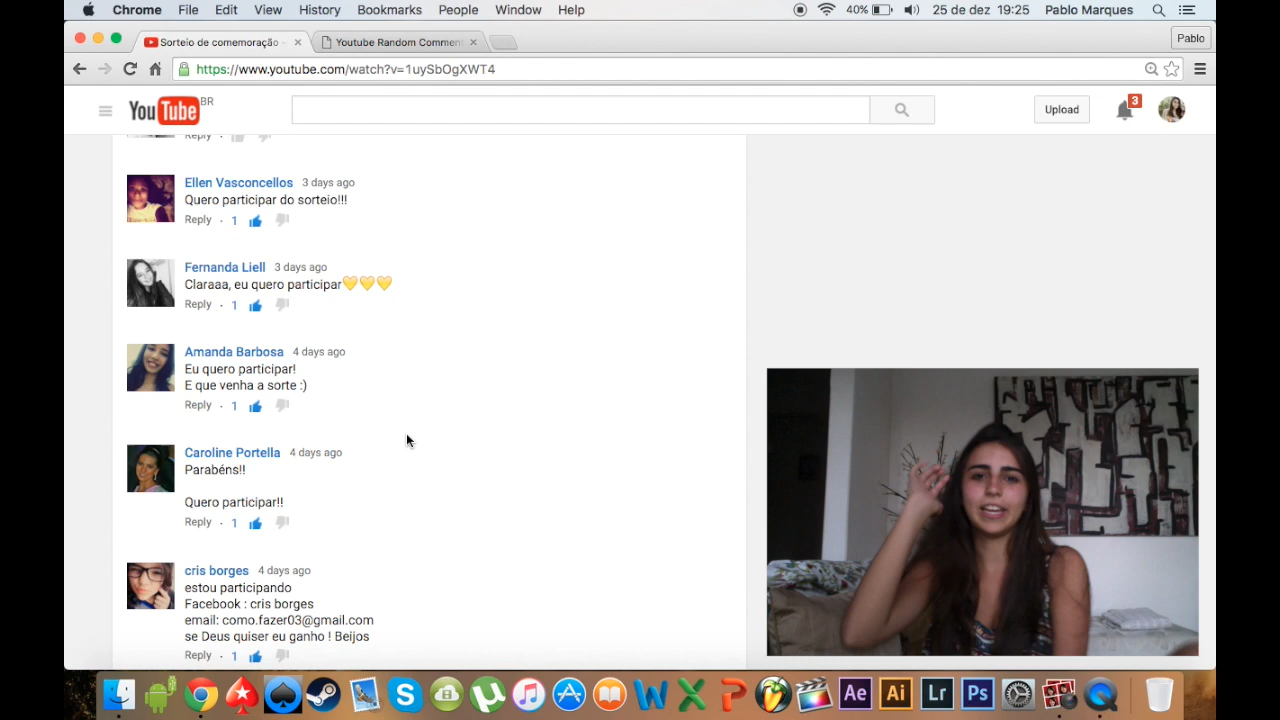 Chrome File Edit View History Bookmarks People Window Help 40% 25 de dez 19:25 Pablo Marques
Sorteio de comemoração - Youtube Random Comment Pablo
https://www.youtube.com/watch?v=1uySbOgXWT4
YouTube BR Upload 3
Reply ·
Ellen Vasconcellos 3 days ago
Quero participar do sorteio!!!
Reply · 1
Fernanda Liell 3 days ago
Claraaa, eu quero participar💛💛💛
Reply · 1
Amanda Barbosa 4 days ago
Eu quero participar!
E que venha a sorte :)
Reply · 1
Caroline Portella 4 days ago
Parabéns!!
Quero participar!!
Reply · 1
cris borges 4 days ago
estou participando
Facebook : cris borges
email: como.fazer03@gmail.com
se Deus quiser eu ganho ! Beijos
Reply · 1
Ae Ai Lr Ps